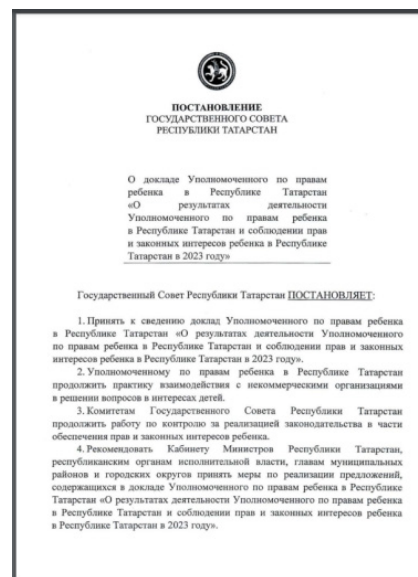 ПОСТАНОВЛЕНИЕ
ГОСУДАРСТВЕННОГО СОВЕТА
РЕСПУБЛИКИ ТАТАРСТАН
О докладе Уполномоченного по правам
ребенка в Республике Татарстан
«О результатах деятельности
Уполномоченного по правам ребенка
в Республике Татарстан и соблюдении прав
и законных интересов ребенка в Республике
Татарстан в 2023 году»
Государственный Совет Республики Татарстан ПОСТАНОВЛЯЕТ:
1. Принять к сведению доклад Уполномоченного по правам ребенка
в Республике Татарстан «О результатах деятельности Уполномоченного
по правам ребенка в Республике Татарстан и соблюдении прав и законных
интересов ребенка в Республике Татарстан в 2023 году».
2. Уполномоченному по правам ребенка в Республике Татарстан
продолжить практику взаимодействия с некоммерческими организациями
в решении вопросов в интересах детей.
3. Комитетам Государственного Совета Республики Татарстан
продолжить работу по контролю за реализацией законодательства в части
обеспечения прав и законных интересов ребенка.
4. Рекомендовать Кабинету Министров Республики Татарстан,
республиканским органам исполнительной власти, главам муниципальных
районов и городских округов принять меры по реализации предложений,
содержащихся в докладе Уполномоченного по правам ребенка в Республике
Татарстан «О результатах деятельности Уполномоченного по правам ребенка
в Республике Татарстан и соблюдении прав и законных интересов ребенка
в Республике Татарстан в 2023 году».